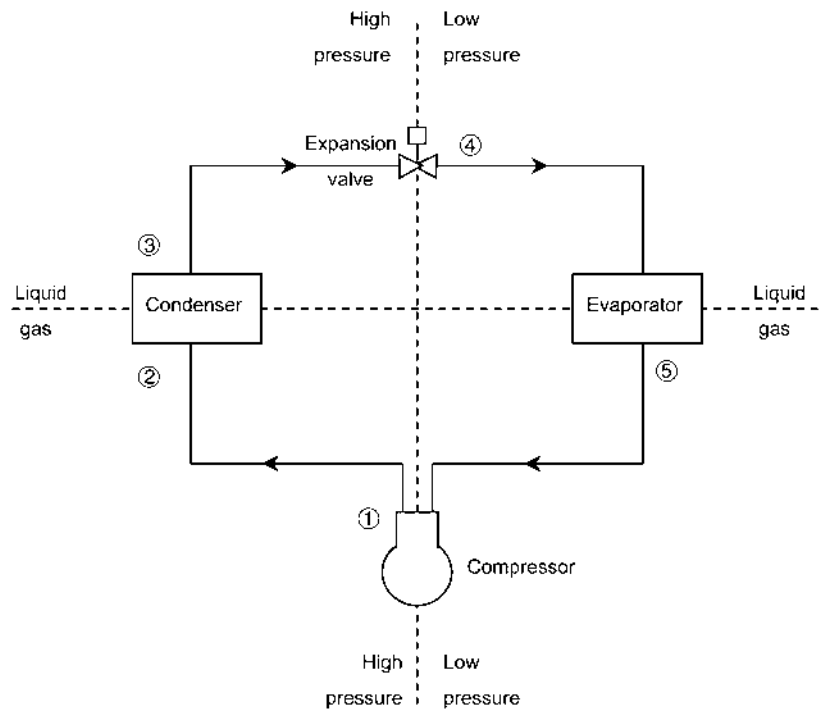 High Low
pressure pressure
Expansion ④
valve
③
Liquid Condenser Evaporator Liquid
gas gas
② ⑤
①
Compressor
High Low
pressure pressure